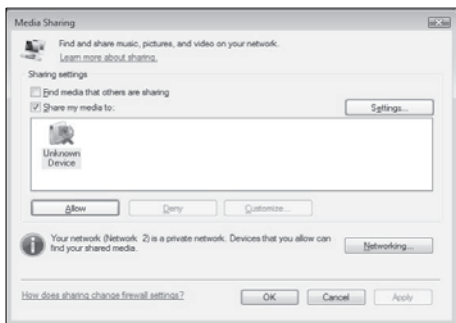 Media Sharing
Find and share music, pictures, and video on your network.
Learn more about sharing.
Sharing settings
Find media that others are sharing
Share my media to:
Settings...
Unknown
Device
Allow
Deny
Customize...
Your network (Network 2) is a private network. Devices that you allow can
find your shared media.
Networking...
How does sharing change firewall settings?
OK
Cancel
Apply